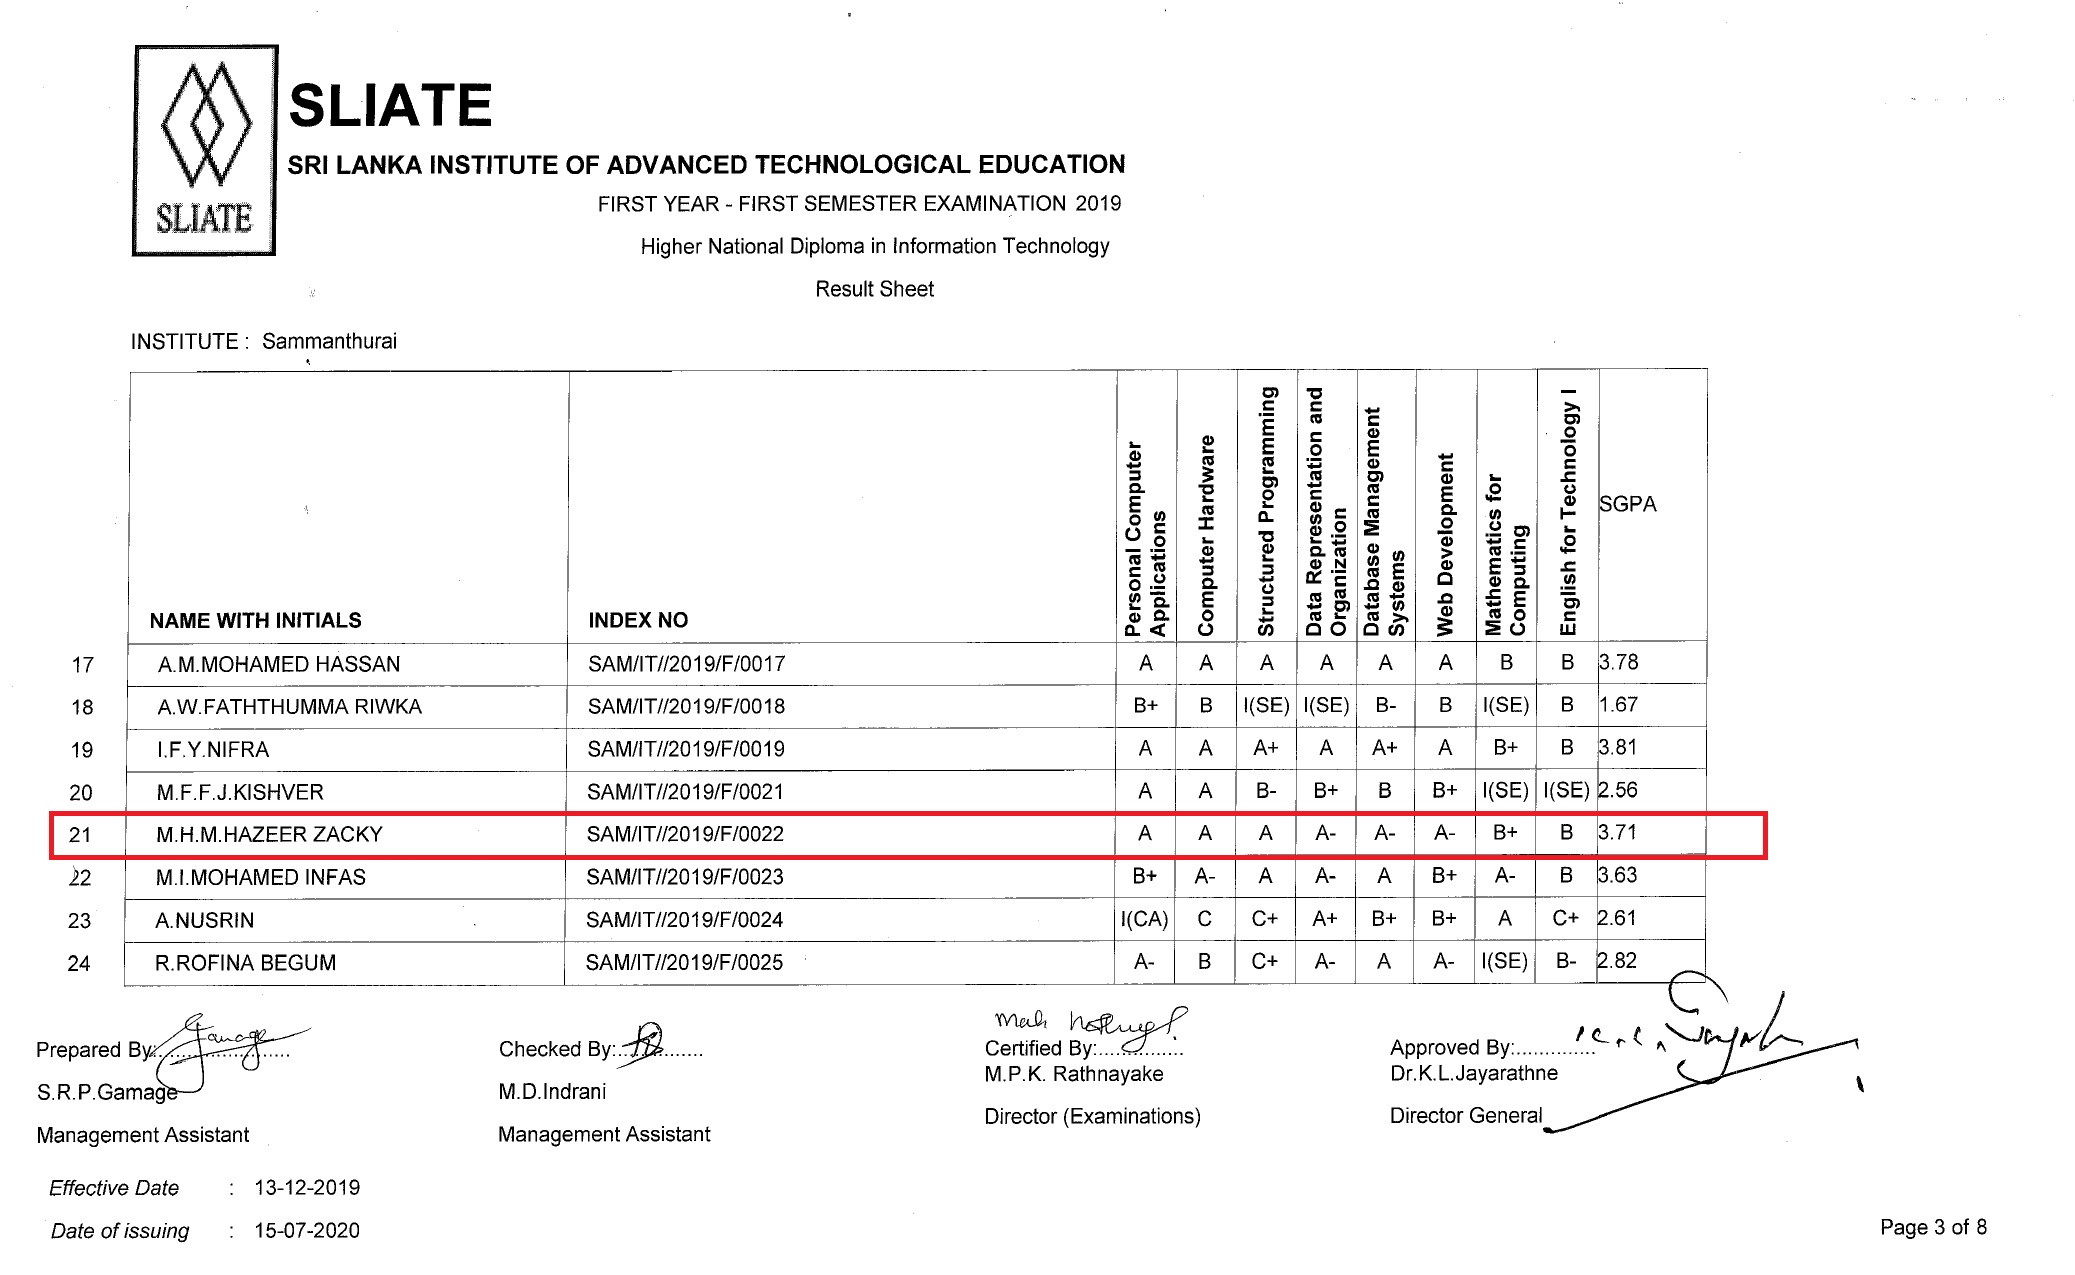 SLIATE
SLIATE
SRI LANKA INSTITUTE OF ADVANCED TECHNOLOGICAL EDUCATION
FIRST YEAR - FIRST SEMESTER EXAMINATION 2019
Higher National Diploma in Information Technology
Result Sheet
INSTITUTE : Sammanthurai
NAME WITH INITIALS INDEX NO Personal Computer Applications Computer Hardware Structured Programming Data Representation and Organization Database Management Systems Web Development Mathematics for Computing English for Technology I SGPA
17 A.M.MOHAMED HASSAN SAM/IT//2019/F/0017 A A A A A A B B 3.78
18 A.W.FATHTHUMMA RIWKA SAM/IT//2019/F/0018 B+ B I(SE) I(SE) B- B I(SE) B 1.67
19 I.F.Y.NIFRA SAM/IT//2019/F/0019 A A A+ A A+ A B+ B 3.81
20 M.F.F.J.KISHVER SAM/IT//2019/F/0021 A A B- B+ B B+ I(SE) I(SE) 2.56
21 M.H.M.HAZEER ZACKY SAM/IT//2019/F/0022 A A A A- A- A- B+ B 3.71
22 M.I.MOHAMED INFAS SAM/IT//2019/F/0023 B+ A- A A- A B+ A- B 3.63
23 A.NUSRIN SAM/IT//2019/F/0024 I(CA) C C+ A+ B+ B+ A C+ 2.61
24 R.ROFINA BEGUM SAM/IT//2019/F/0025 A- B C+ A- A A- I(SE) B- 2.82
Prepared By:.................... Checked By:.............. Certified By:.............. Approved By:..............
S.R.P.Gamage M.D.Indrani M.P.K. Rathnayake Dr.K.L.Jayarathne
Management Assistant Management Assistant Director (Examinations) Director General
Effective Date : 13-12-2019
Date of issuing : 15-07-2020
Page 3 of 8